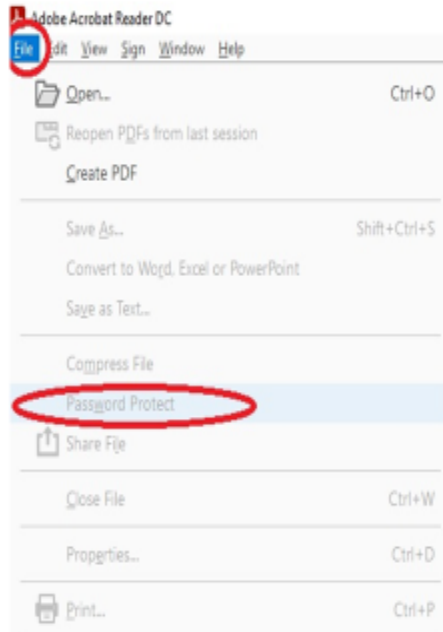 Adobe Acrobat Reader DC
File Edit View Sign Window Help
Open... Ctrl+O
Reopen PDFs from last session
Create PDF
Save As... Shift+Ctrl+S
Convert to Word, Excel or PowerPoint
Save as Text...
Compress File
Password Protect
Share File
Close File Ctrl+W
Properties... Ctrl+D
Print... Ctrl+P